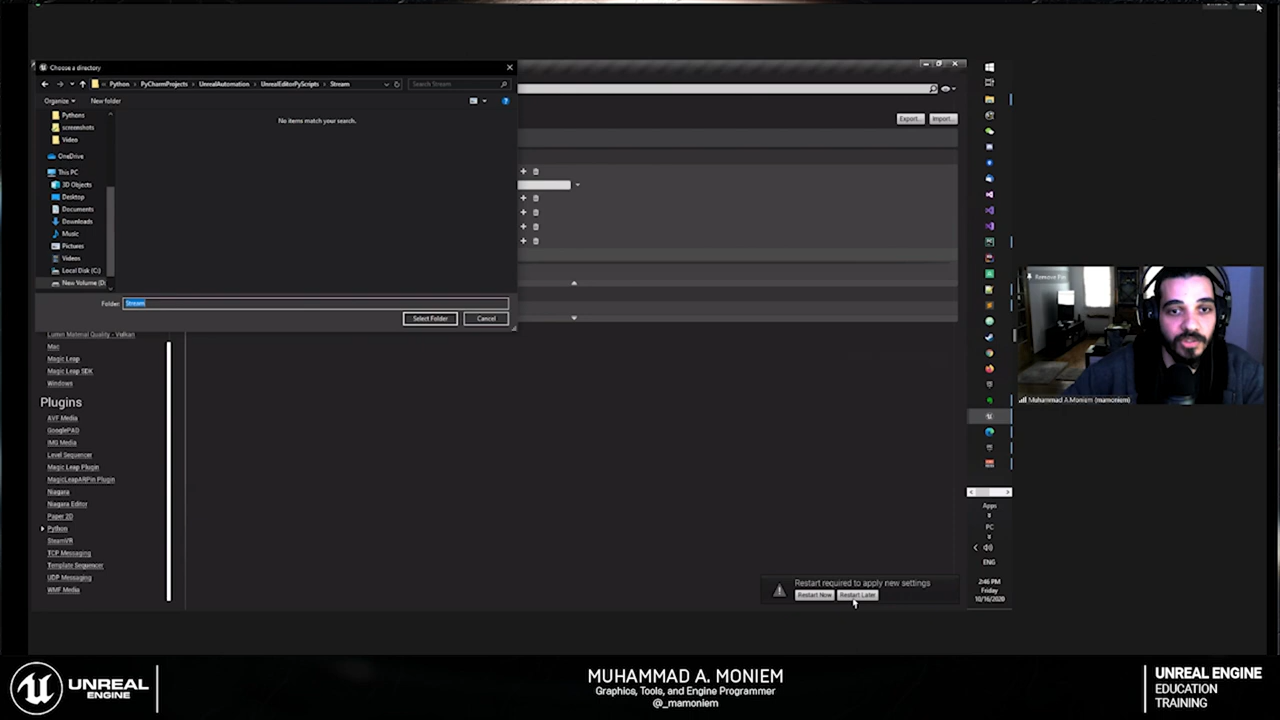 Choose a directory
Python > PyCharmProjects > UnrealAutomation > UnrealEditorPyScripts > Stream
Search Stream
Organize
New folder
No items match your search.
Pythons
screenshots
Video
OneDrive
This PC
3D Objects
Desktop
Documents
Downloads
Music
Pictures
Videos
Local Disk (C:)
New Volume (D:
Folder:
Stream
Select Folder
Cancel
Export...
Import...
Lumin Material Quality - Vulkan
Mac
Magic Leap
Magic Leap SDK
Windows
Plugins
AVF Media
GooglePAD
IMG Media
Level Sequencer
Magic Leap Plugin
MagicLeapARPin Plugin
Niagara
Niagara Editor
Paper 2D
Python
SteamVR
TCP Messaging
Template Sequencer
UDP Messaging
WMF Media
Restart required to apply new settings
Restart Now
Restart Later
Apps
PC
ENG
2:46 PM
Friday
10/16/2020
Muhammad A.Moniem (mamoniem)
UNREAL
ENGINE
MUHAMMAD A. MONIEM
Graphics, Tools, and Engine Programmer
@_mamoniem
UNREAL ENGINE
EDUCATION
TRAINING